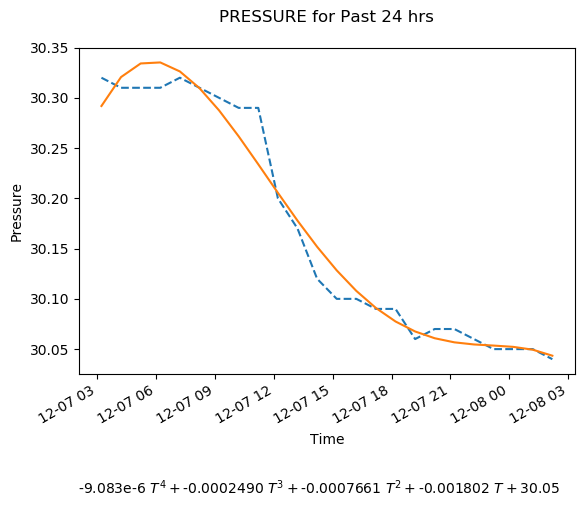 PRESSURE for Past 24 hrs
30.35
30.30
30.25
30.20
30.15
30.10
30.05
Pressure
12-07 03 12-07 06 12-07 09 12-07 12 12-07 15 12-07 18 12-07 21 12-08 00 12-08 03
Time
-9.083e-6 T⁴ + -0.0002490 T³ + -0.0007661 T² + -0.001802 T + 30.05